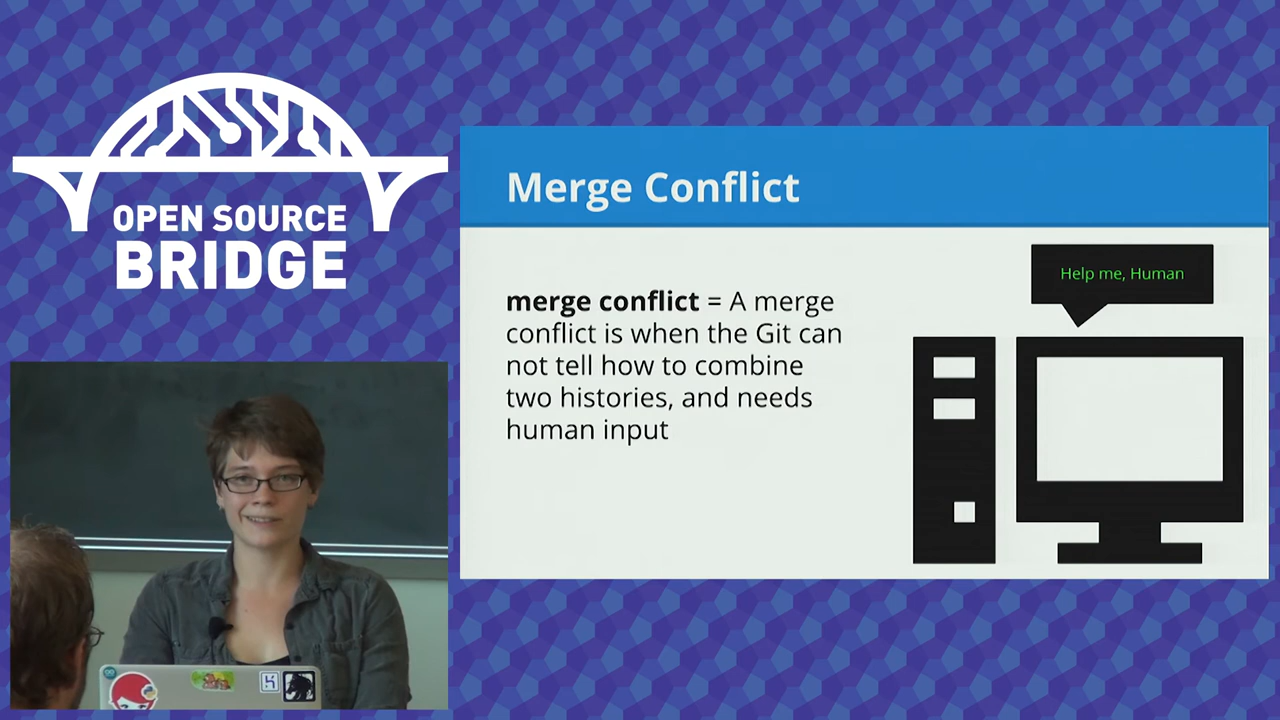 OPEN SOURCE
BRIDGE
Merge Conflict
merge conflict = A merge
conflict is when the Git can
not tell how to combine
two histories, and needs
human input
Help me, Human